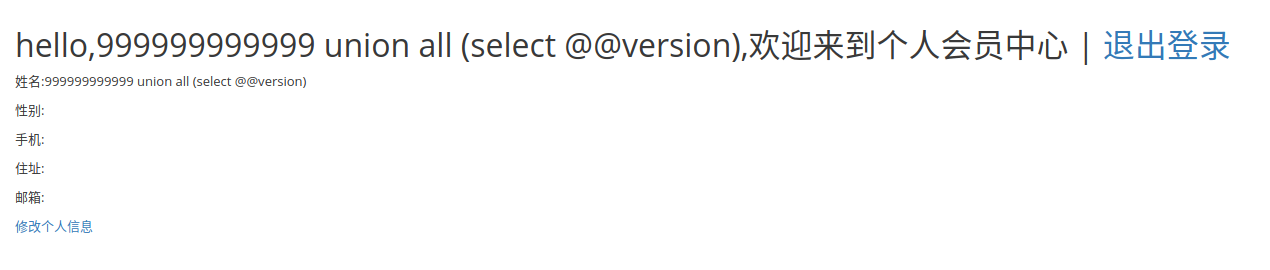 hello,999999999999 union all (select @@version),欢迎来到个人会员中心 | 退出登录
姓名:999999999999 union all (select @@version)
性别:
手机:
住址:
邮箱:
修改个人信息